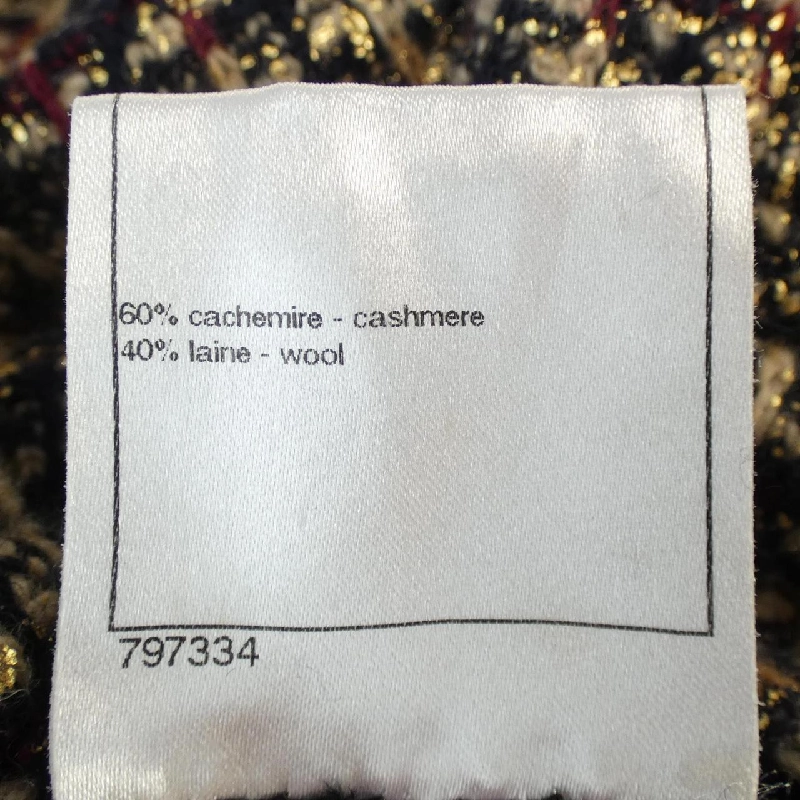 60% cachemire - cashmere
40% laine - wool
797334